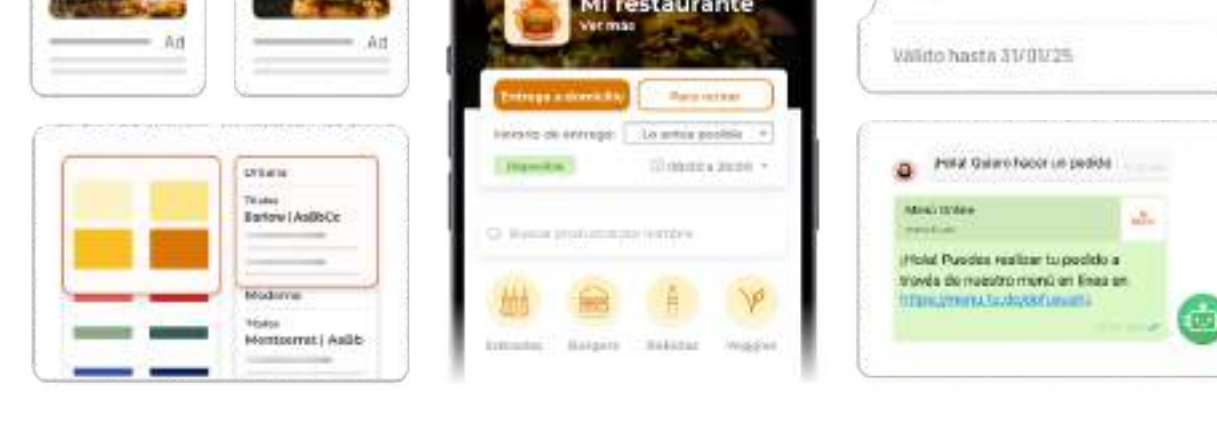 Ad
Ad
Urbana
Títulos
Barlow | AaBbCc
Moderna
Títulos
Montserrat | AaBb
Mi restaurante
Ver más
Entrega a domicilio
Para retirar
Horario de entrega:
Lo antes posible
Disponible
Buscar productos por nombre
Entradas
Burgers
Bebidas
Veggies
Válido hasta 31/01/25
¡Hola! Quiero hacer un pedido
Menú Online
¡Hola! Puedes realizar tu pedido a
través de nuestro menú en línea en